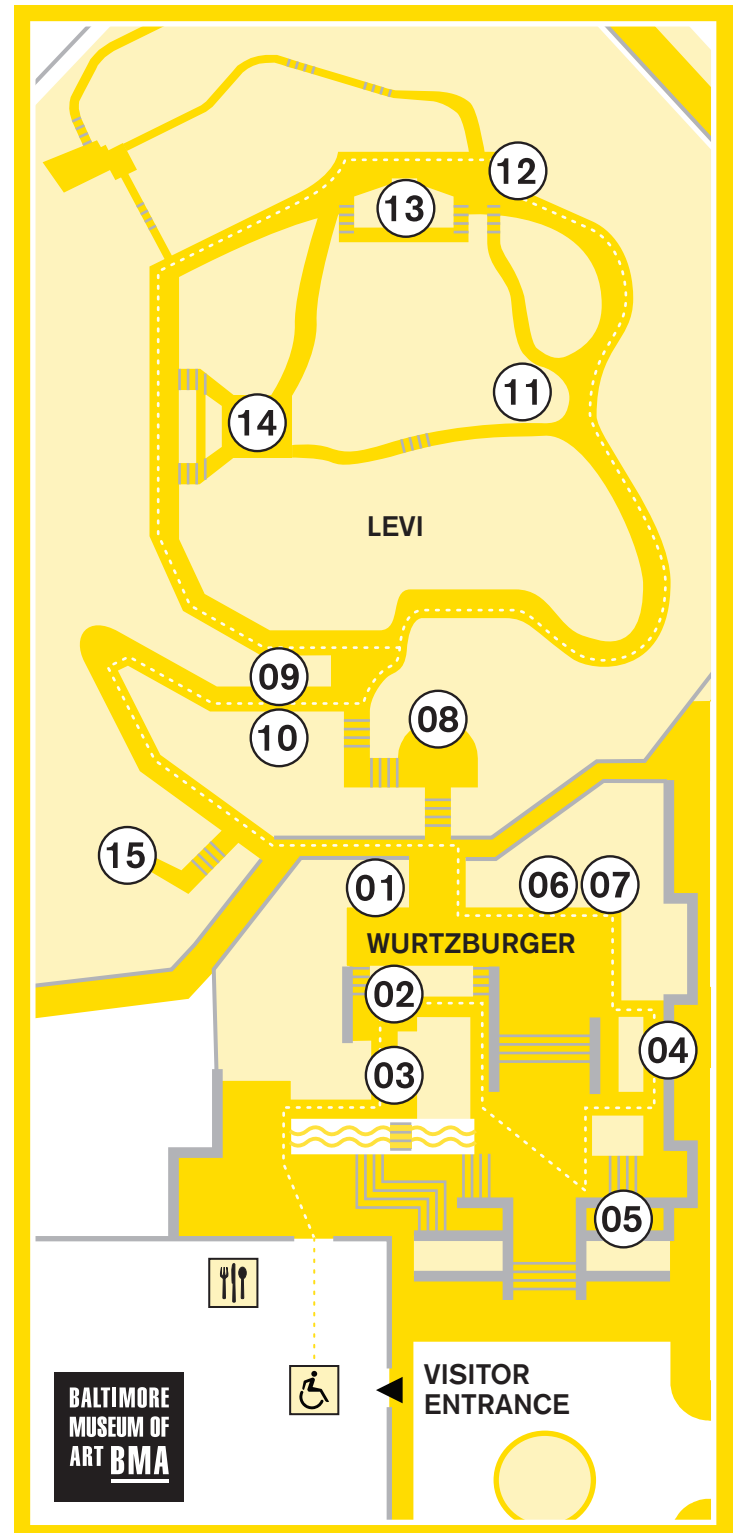 12
13
11
14
LEVI
09
08
10
15
01
06
07
WURTZBURGER
02
04
03
05
VISITOR
ENTRANCE
BALTIMORE
MUSEUM OF
ART BMA